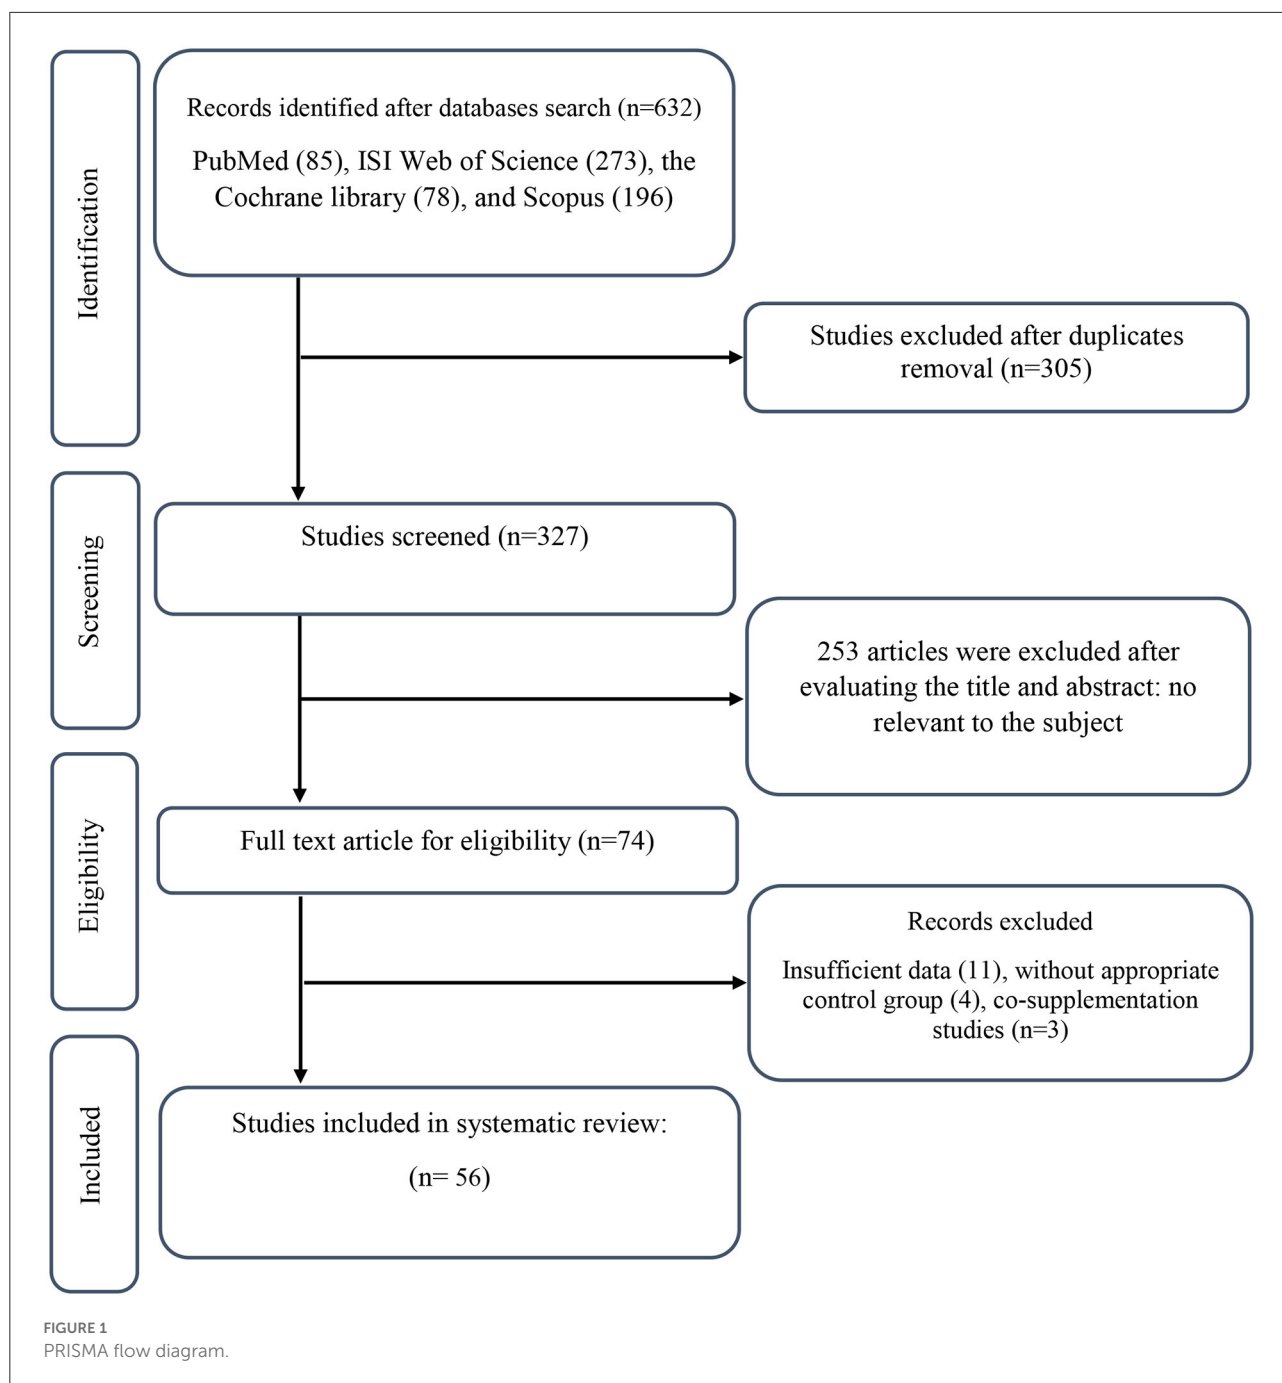 Identification
Records identified after databases search (n=632)
PubMed (85), ISI Web of Science (273), the
Cochrane library (78), and Scopus (196)
Studies excluded after duplicates
removal (n=305)
Screening
Studies screened (n=327)
253 articles were excluded after
evaluating the title and abstract: no
relevant to the subject
Eligibility
Full text article for eligibility (n=74)
Records excluded
Insufficient data (11), without appropriate
control group (4), co-supplementation
studies (n=3)
Included
Studies included in systematic review:
(n= 56)
FIGURE 1
PRISMA flow diagram.